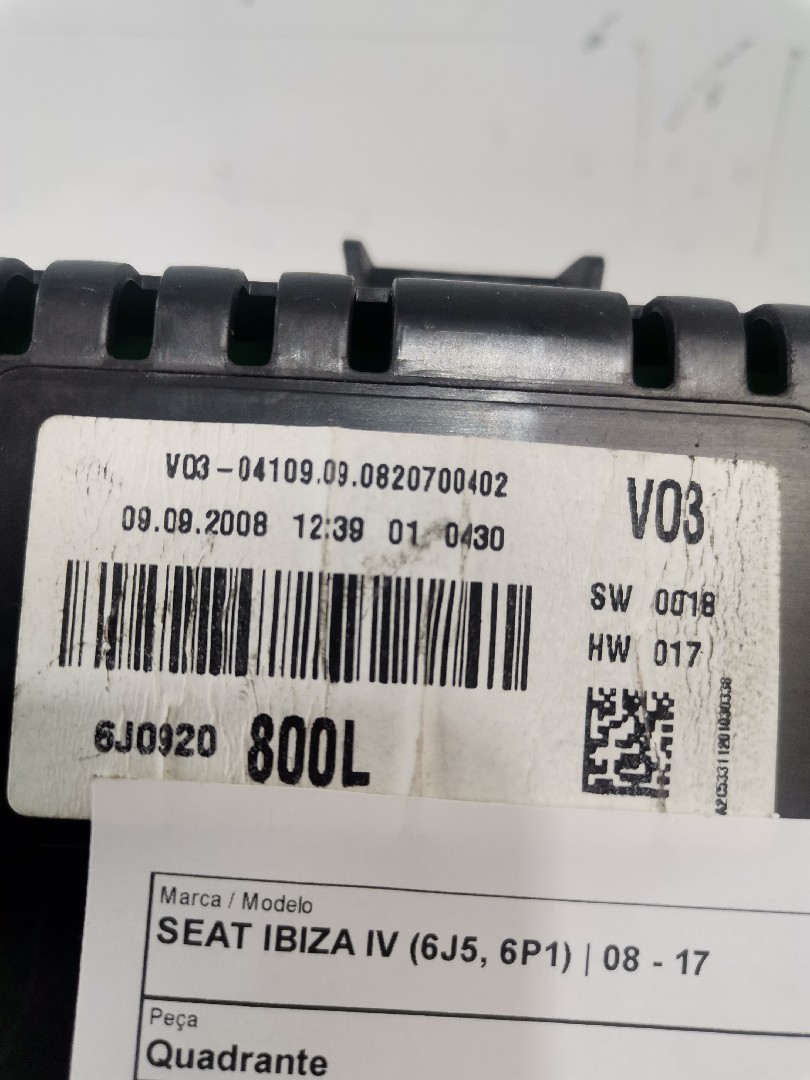 V03-04109.09.0820700402
09.09.2008 12:39 01 0430
V03
SW 0018
HW 017
6J0920 800L
Marca / Modelo
SEAT IBIZA IV (6J5, 6P1) | 08 - 17
Peça
Quadrante